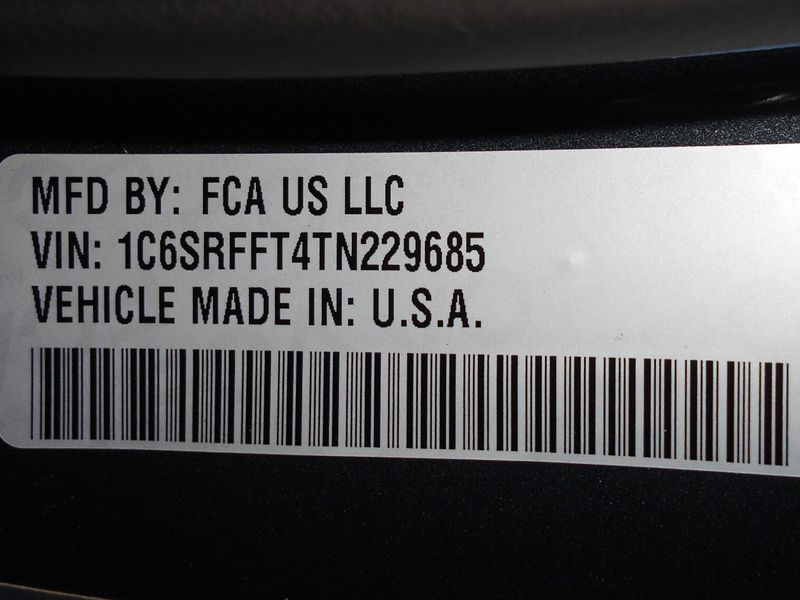 MFD BY: FCA US LLC
VIN: 1C6SRFFT4TN229685
VEHICLE MADE IN: U.S.A.